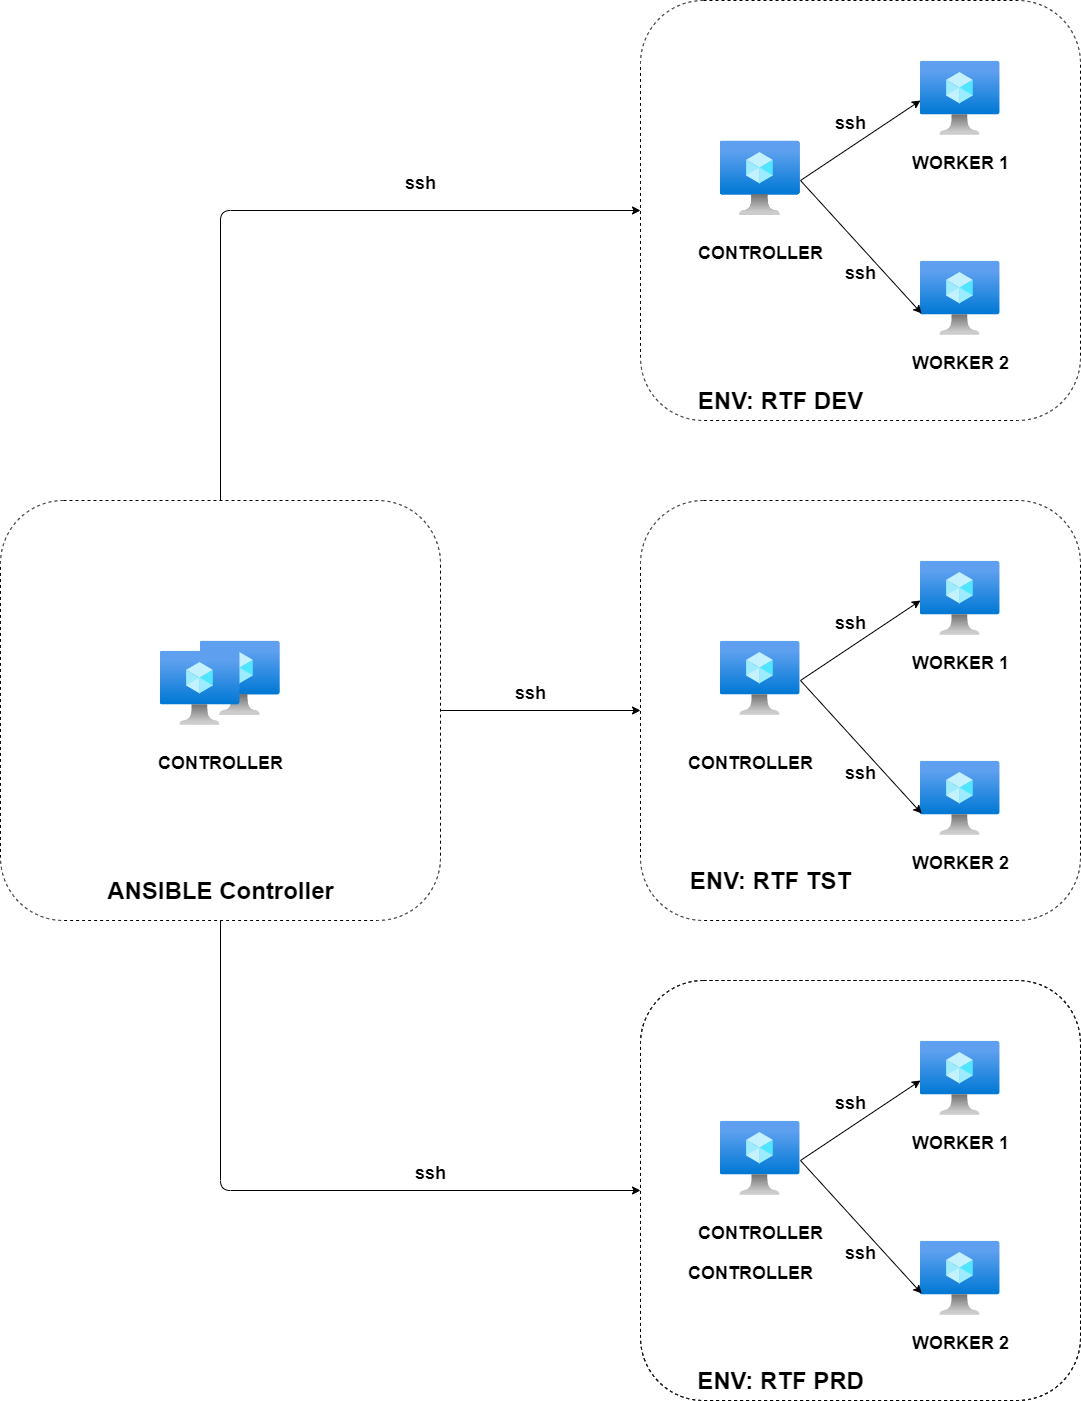 ssh
ssh
WORKER 1
CONTROLLER
ssh
WORKER 2
ENV: RTF DEV
CONTROLLER
ANSIBLE Controller
ssh
ssh
WORKER 1
CONTROLLER
ssh
WORKER 2
ENV: RTF TST
ssh
ssh
WORKER 1
CONTROLLER
CONTROLLER
ssh
WORKER 2
ENV: RTF PRD